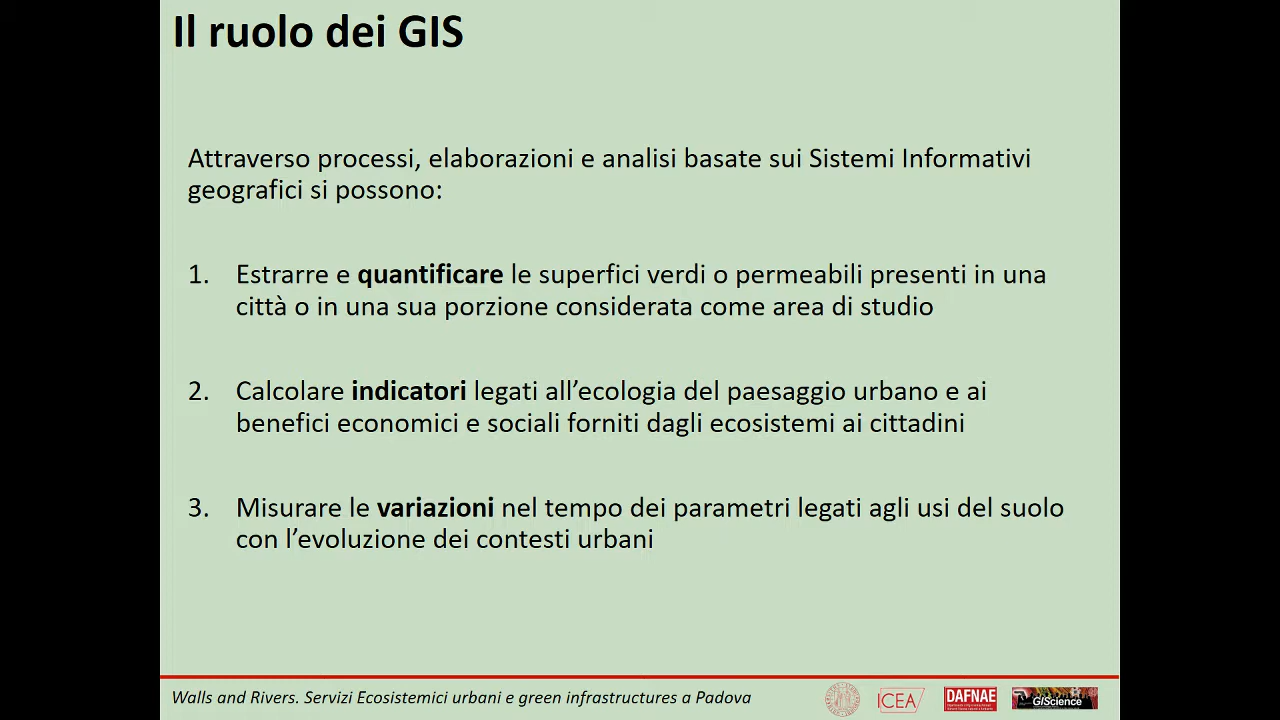 Il ruolo dei GIS
Attraverso processi, elaborazioni e analisi basate sui Sistemi Informativi
geografici si possono:
1. Estrarre e quantificare le superfici verdi o permeabili presenti in una
città o in una sua porzione considerata come area di studio
2. Calcolare indicatori legati all’ecologia del paesaggio urbano e ai
benefici economici e sociali forniti dagli ecosistemi ai cittadini
3. Misurare le variazioni nel tempo dei parametri legati agli usi del suolo
con l’evoluzione dei contesti urbani
Walls and Rivers. Servizi Ecosistemici urbani e green infrastructures a Padova
ICEA
DAFNAE
GIScience